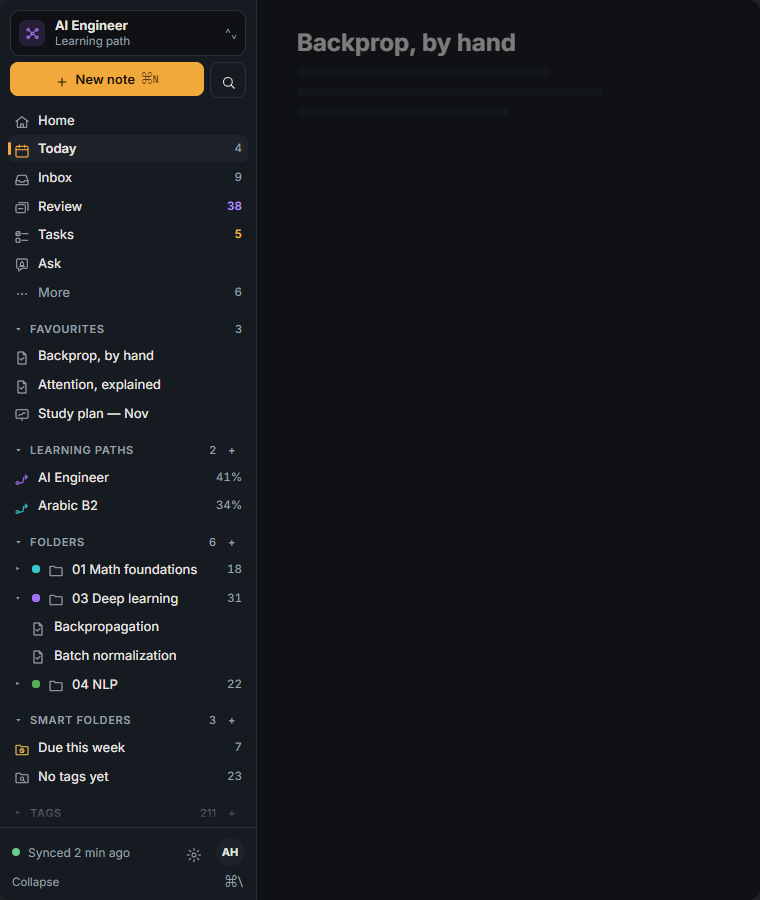 AI Engineer
Learning path
+ New note ⌘N
Home
Today 4
Inbox 9
Review 38
Tasks 5
Ask
More 6
FAVOURITES 3
Backprop, by hand
Attention, explained
Study plan — Nov
LEARNING PATHS 2 +
AI Engineer 41%
Arabic B2 34%
FOLDERS 6 +
01 Math foundations 18
03 Deep learning 31
Backpropagation
Batch normalization
04 NLP 22
SMART FOLDERS 3 +
Due this week 7
No tags yet 23
TAGS 211 +
Synced 2 min ago AH
Collapse ⌘\
Backprop, by hand